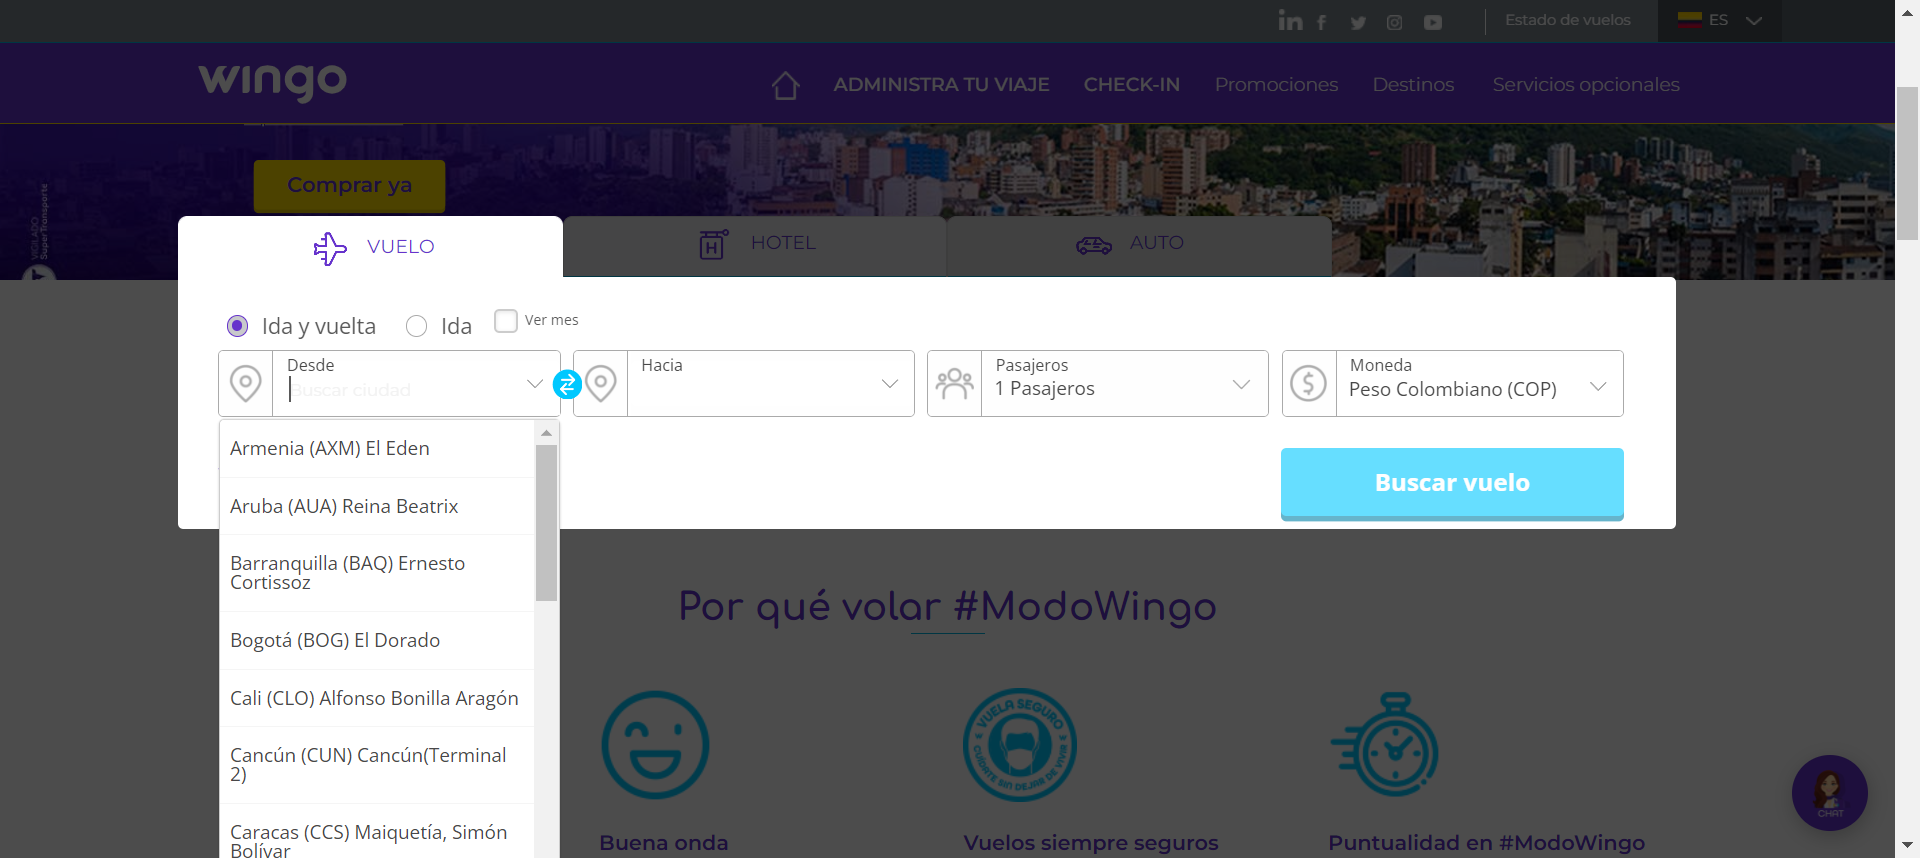 Estado de vuelos
ES
wingo
ADMINISTRA TU VIAJE
CHECK-IN
Promociones
Destinos
Servicios opcionales
Comprar ya
VIGILADO
SuperTransporte
VUELO
HOTEL
AUTO
Ida y vuelta
Ida
Ver mes
Desde
Buscar ciudad
Hacia
Pasajeros
1 Pasajeros
Moneda
Peso Colombiano (COP)
Armenia (AXM) El Eden
Aruba (AUA) Reina Beatrix
Barranquilla (BAQ) Ernesto
Cortissoz
Bogotá (BOG) El Dorado
Cali (CLO) Alfonso Bonilla Aragón
Cancún (CUN) Cancún(Terminal
2)
Caracas (CCS) Maiquetía, Simón
Bolívar
Buscar vuelo
Por qué volar #ModoWingo
VUELA SEGURO
CUÍDATE SIN DEJAR DE VIVIR
Buena onda
Vuelos siempre seguros
Puntualidad en #ModoWingo
CHAT